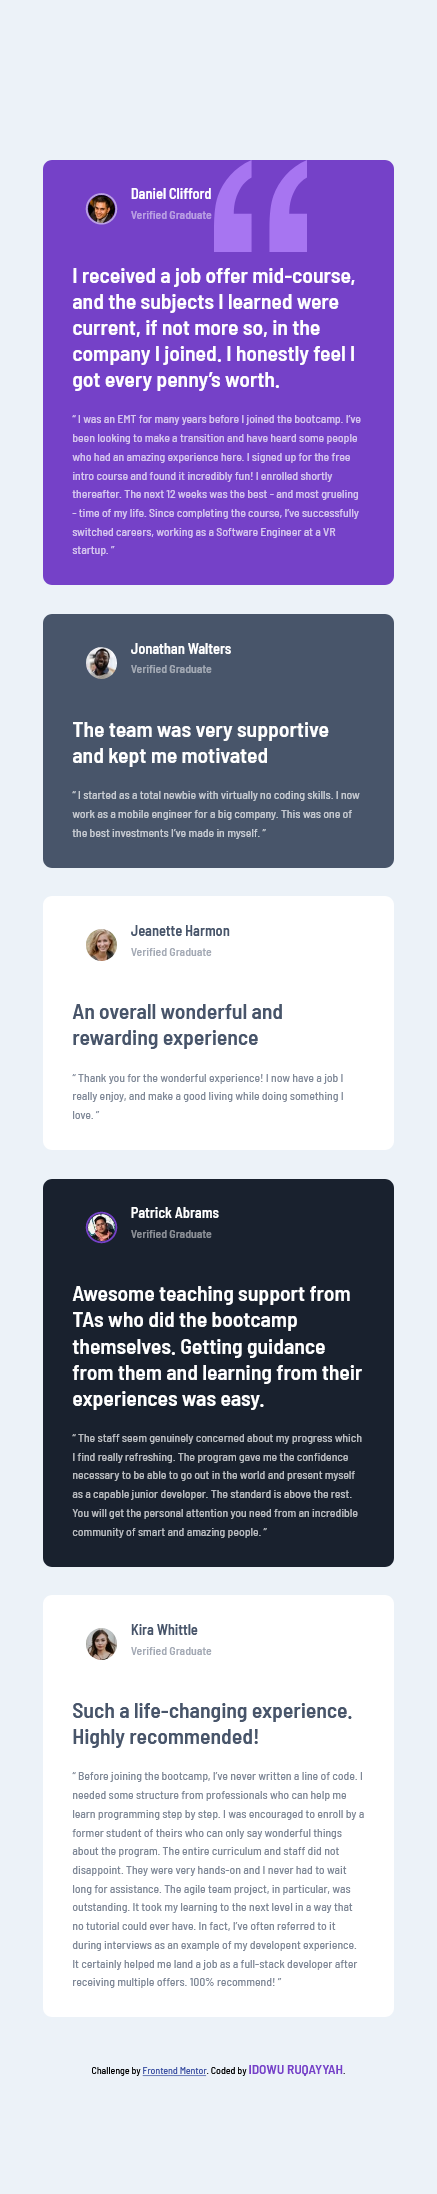 Daniel Clifford
Verified Graduate
I received a job offer mid-course,
and the subjects I learned were
current, if not more so, in the
company I joined. I honestly feel I
got every penny’s worth.
“ I was an EMT for many years before I joined the bootcamp. I’ve
been looking to make a transition and have heard some people
who had an amazing experience here. I signed up for the free
intro course and found it incredibly fun! I enrolled shortly
thereafter. The next 12 weeks was the best - and most grueling
- time of my life. Since completing the course, I’ve successfully
switched careers, working as a Software Engineer at a VR
startup. ”
Jonathan Walters
Verified Graduate
The team was very supportive
and kept me motivated
“ I started as a total newbie with virtually no coding skills. I now
work as a mobile engineer for a big company. This was one of
the best investments I’ve made in myself. ”
Jeanette Harmon
Verified Graduate
An overall wonderful and
rewarding experience
“ Thank you for the wonderful experience! I now have a job I
really enjoy, and make a good living while doing something I
love. ”
Patrick Abrams
Verified Graduate
Awesome teaching support from
TAs who did the bootcamp
themselves. Getting guidance
from them and learning from their
experiences was easy.
“ The staff seem genuinely concerned about my progress which
I find really refreshing. The program gave me the confidence
necessary to be able to go out in the world and present myself
as a capable junior developer. The standard is above the rest.
You will get the personal attention you need from an incredible
community of smart and amazing people. ”
Kira Whittle
Verified Graduate
Such a life-changing experience.
Highly recommended!
“ Before joining the bootcamp, I’ve never written a line of code. I
needed some structure from professionals who can help me
learn programming step by step. I was encouraged to enroll by a
former student of theirs who can only say wonderful things
about the program. The entire curriculum and staff did not
disappoint. They were very hands-on and I never had to wait
long for assistance. The agile team project, in particular, was
outstanding. It took my learning to the next level in a way that
no tutorial could ever have. In fact, I’ve often referred to it
during interviews as an example of my developent experience.
It certainly helped me land a job as a full-stack developer after
receiving multiple offers. 100% recommend! ”
Challenge by Frontend Mentor. Coded by IDOWU RUQAYYAH.